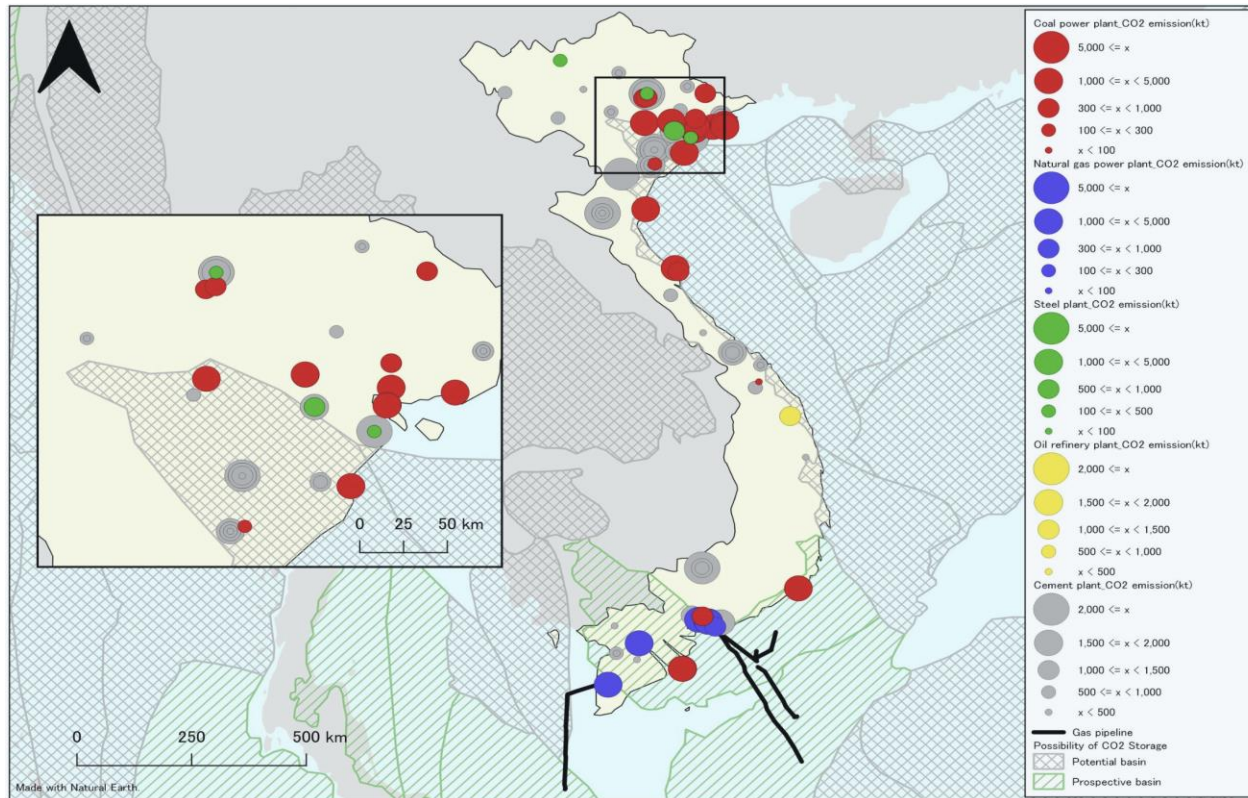 Coal power plant_CO2 emission(kt)
5,000 <= x
1,000 <= x < 5,000
300 <= x < 1,000
100 <= x < 300
x < 100
Natural gas power plant_CO2 emission(kt)
5,000 <= x
1,000 <= x < 5,000
300 <= x < 1,000
100 <= x < 300
x < 100
Steel plant_CO2 emission(kt)
5,000 <= x
1,000 <= x < 5,000
500 <= x < 1,000
100 <= x < 500
x < 100
Oil refinery plant_CO2 emission(kt)
2,000 <= x
1,500 <= x < 2,000
1,000 <= x < 1,500
500 <= x < 1,000
x < 500
Cement plant_CO2 emission(kt)
2,000 <= x
1,500 <= x < 2,000
1,000 <= x < 1,500
500 <= x < 1,000
x < 500
Gas pipeline
Possibility of CO2 Storage
Potential basin
Prospective basin
0 25 50 km
0 250 500 km
Made with Natural Earth